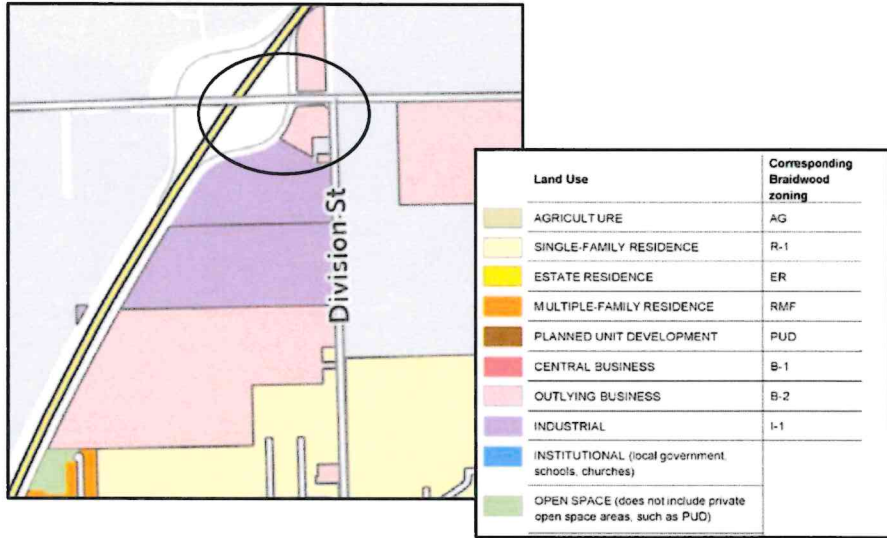 Division St
Land Use
Corresponding
Braidwood
zoning
AGRICULTURE AG
SINGLE-FAMILY RESIDENCE R-1
ESTATE RESIDENCE ER
MULTIPLE-FAMILY RESIDENCE RMF
PLANNED UNIT DEVELOPMENT PUD
CENTRAL BUSINESS B-1
OUTLYING BUSINESS B-2
INDUSTRIAL I-1
INSTITUTIONAL (local government,
schools, churches)
OPEN SPACE (does not include private
open space areas, such as PUD)